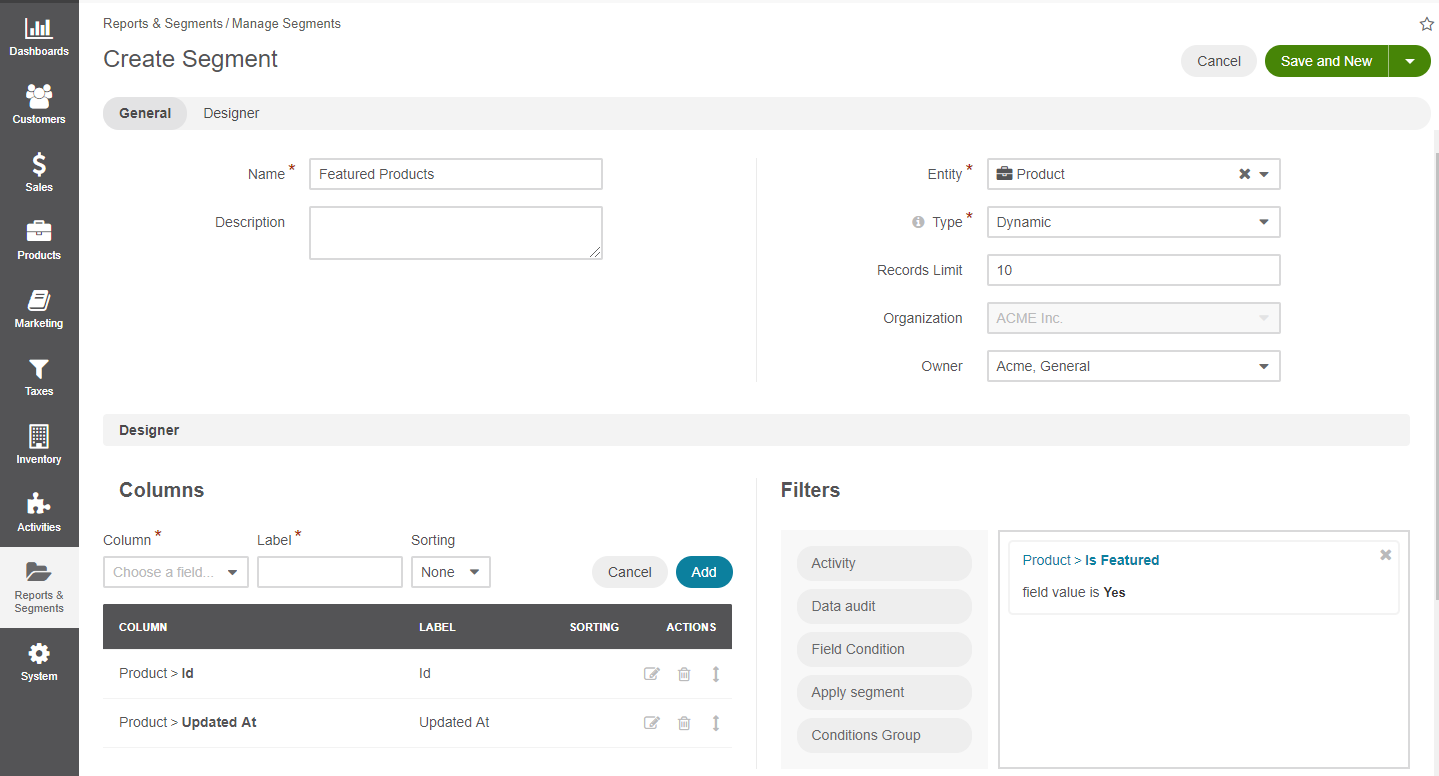 Dashboards
Customers
Sales
Products
Marketing
Taxes
Inventory
Activities
Reports &
Segments
System
Reports & Segments / Manage Segments
Create Segment
Cancel
Save and New
General
Designer
Name *
Featured Products
Description
Entity *
Product
Type *
Dynamic
Records Limit
10
Organization
ACME Inc.
Owner
Acme, General
Designer
Columns
Column *
Label *
Sorting
Choose a field...
None
Cancel
Add
COLUMN LABEL SORTING ACTIONS
Product > Id Id
Product > Updated At Updated At
Filters
Activity
Data audit
Field Condition
Apply segment
Conditions Group
Product > Is Featured
field value is Yes